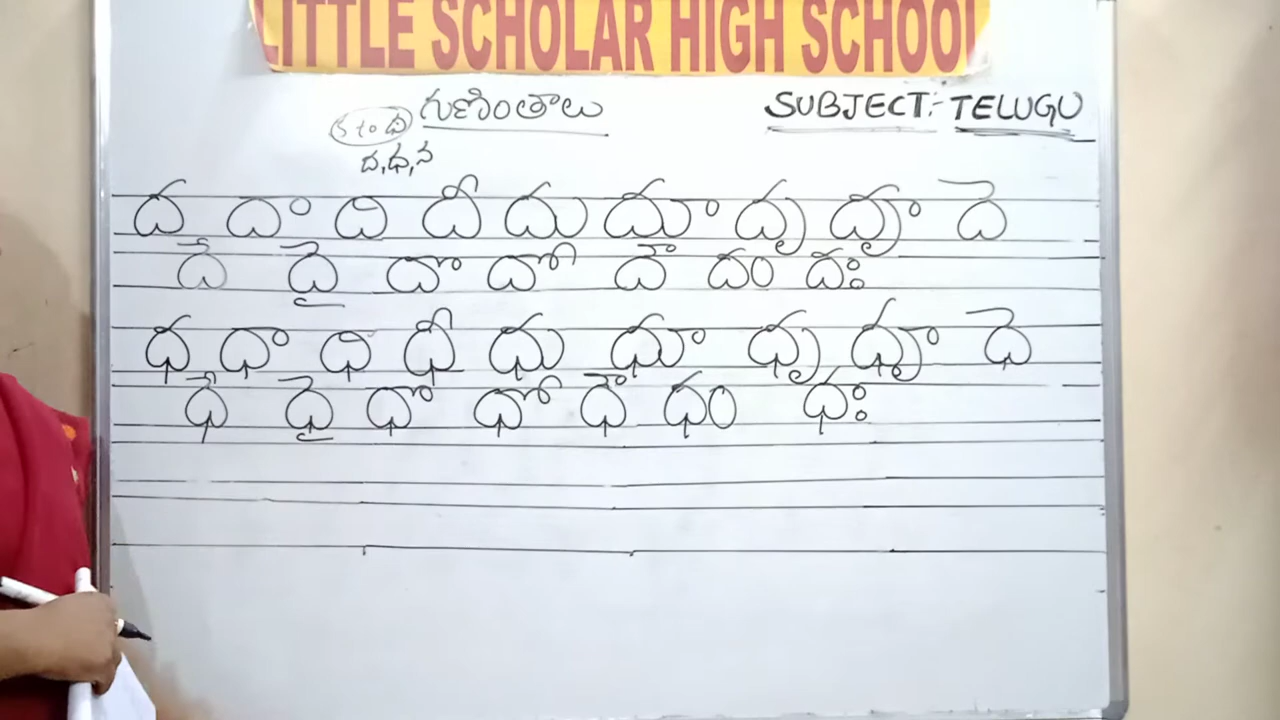 LITTLE SCHOLAR HIGH SCHOOL
గుణింతాలు SUBJECT:- TELUGU
ద, ధ, న
ద దా ది దీ దు దూ దృ దౄ దె
దే దై దొ దో దౌ దం దః
ధ ధా ధి ధీ ధు ధూ ధృ ధౄ ధె
ధే ధై ధొ ధో ధౌ ధం ధః